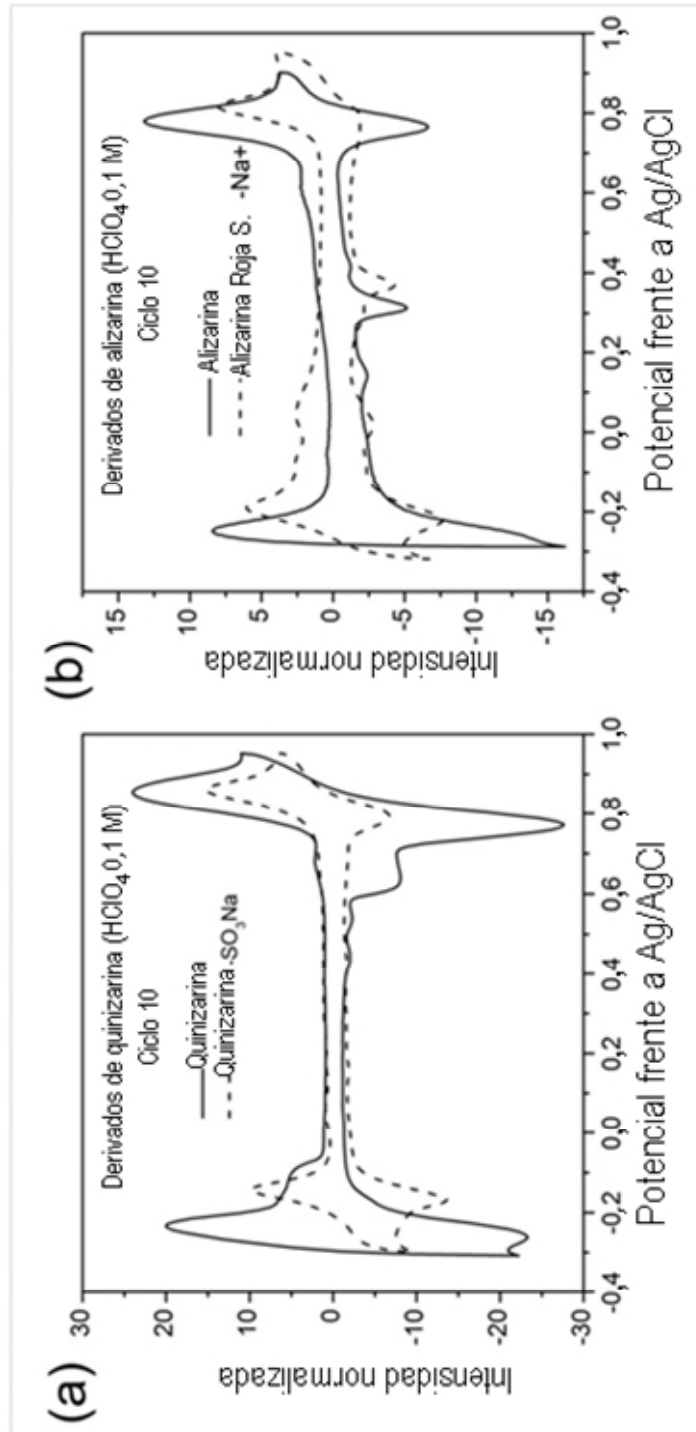 (a)
Derivados de quinizarina (HClO4 0,1 M)
Ciclo 10
Quinizarina
Quinizarina-SO3Na
Intensidad normalizada
30
20
10
0
-10
-20
-30
-0,4 -0,2 0,0 0,2 0,4 0,6 0,8 1,0
Potencial frente a Ag/AgCl
(b)
Derivados de alizarina (HClO4 0,1 M)
Ciclo 10
Alizarina
Alizarina Roja S. -Na+
Intensidad normalizada
15
10
5
0
-5
-10
-15
-0,4 -0,2 0,0 0,2 0,4 0,6 0,8 1,0
Potencial frente a Ag/AgCl